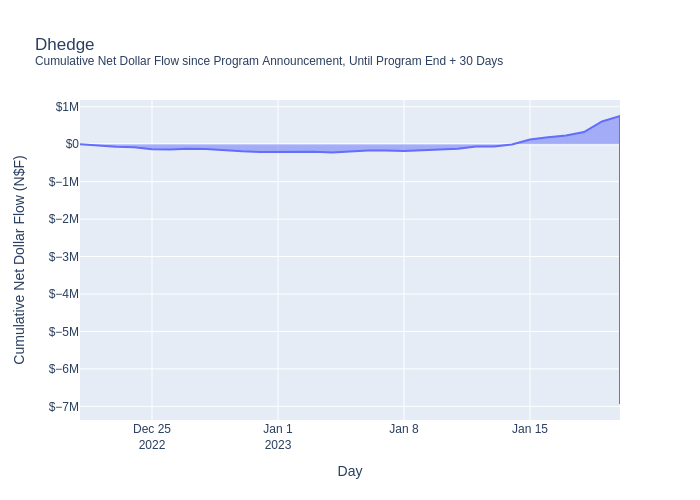 Dhedge
Cumulative Net Dollar Flow since Program Announcement, Until Program End + 30 Days
$1M
$0
$−1M
$−2M
$−3M
$−4M
$−5M
$−6M
$−7M
Cumulative Net Dollar Flow (N$F)
Dec 25 Jan 1 Jan 8 Jan 15
2022 2023
Day